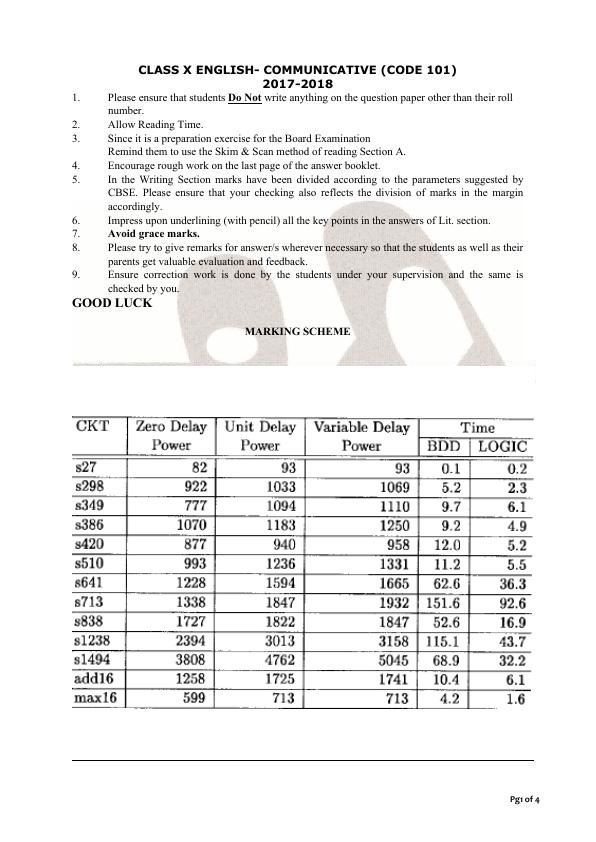 CLASS X ENGLISH- COMMUNICATIVE (CODE 101)
2017-2018
1. Please ensure that students Do Not write anything on the question paper other than their roll
number.
2. Allow Reading Time.
3. Since it is a preparation exercise for the Board Examination
Remind them to use the Skim & Scan method of reading Section A.
4. Encourage rough work on the last page of the answer booklet.
5. In the Writing Section marks have been divided according to the parameters suggested by
CBSE. Please ensure that your checking also reflects the division of marks in the margin
accordingly.
6. Impress upon underlining (with pencil) all the key points in the answers of Lit. section.
7. Avoid grace marks.
8. Please try to give remarks for answer/s wherever necessary so that the students as well as their
parents get valuable evaluation and feedback.
9. Ensure correction work is done by the students under your supervision and the same is
checked by you.
GOOD LUCK
MARKING SCHEME
CKT Zero Delay Unit Delay Variable Delay Time
Power Power Power BDD LOGIC
s27 82 93 93 0.1 0.2
s298 922 1033 1069 5.2 2.3
s349 777 1094 1110 9.7 6.1
s386 1070 1183 1250 9.2 4.9
s420 877 940 958 12.0 5.2
s510 993 1236 1331 11.2 5.5
s641 1228 1594 1665 62.6 36.3
s713 1338 1847 1932 151.6 92.6
s838 1727 1822 1847 52.6 16.9
s1238 2394 3013 3158 115.1 43.7
s1494 3808 4762 5045 68.9 32.2
add16 1258 1725 1741 10.4 6.1
max16 599 713 713 4.2 1.6
Pg1 of 4